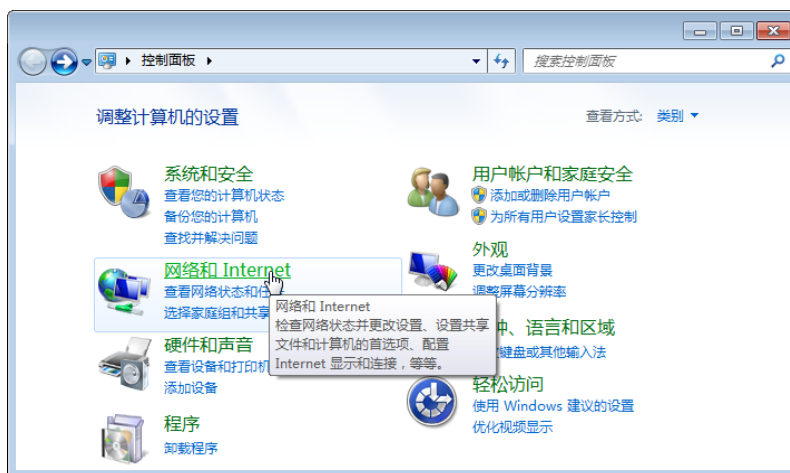 控制面板
搜索控制面板
调整计算机的设置
查看方式: 类别
系统和安全
查看您的计算机状态
备份您的计算机
查找并解决问题
网络和 Internet
查看网络状态和任
选择家庭组和共享
网络和 Internet
检查网络状态并更改设置、设置共享
文件和计算机的首选项、配置
Internet 显示和连接，等等。
硬件和声音
查看设备和打印机
添加设备
程序
卸载程序
用户帐户和家庭安全
添加或删除用户帐户
为所有用户设置家长控制
外观
更改桌面背景
调整屏幕分辨率
、语言和区域
键盘或其他输入法
轻松访问
使用 Windows 建议的设置
优化视频显示